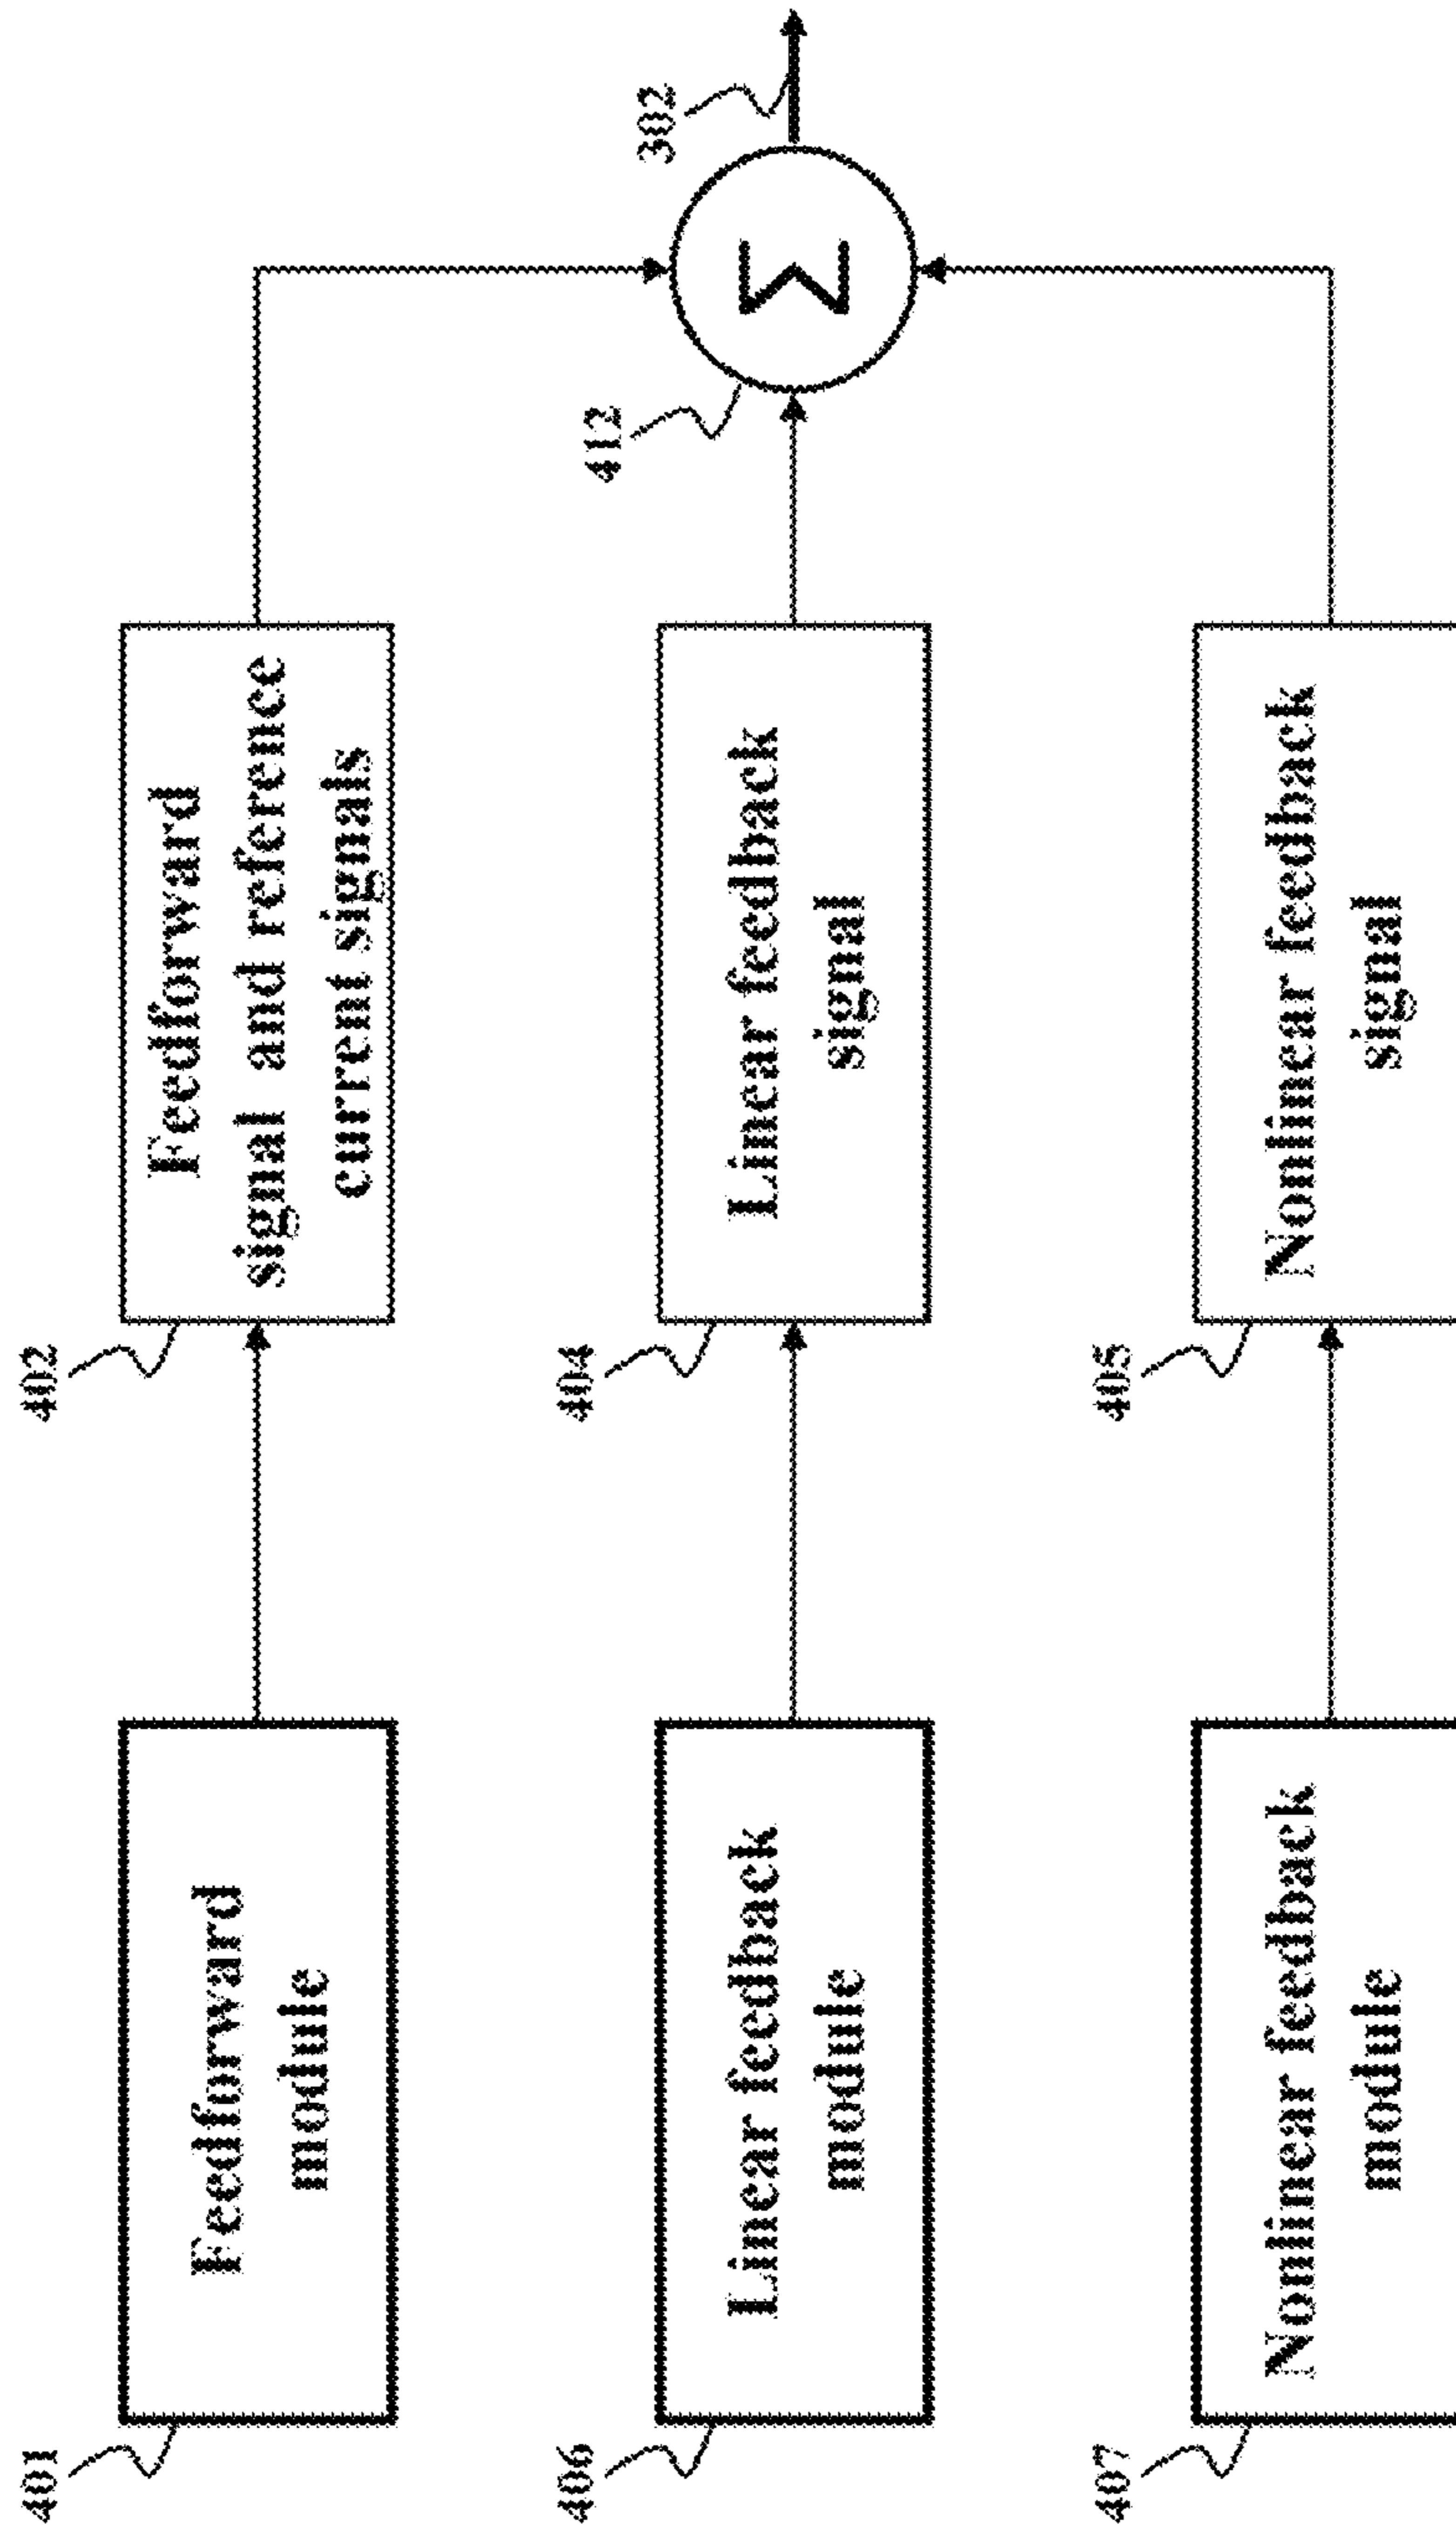 401
Feedforward
module
402
Feedforward
signal and reference
current signals
406
Linear feedback
module
404
Linear feedback
signal
412
Σ
302
407
Nonlinear feedback
module
405
Nonlinear feedback
signal